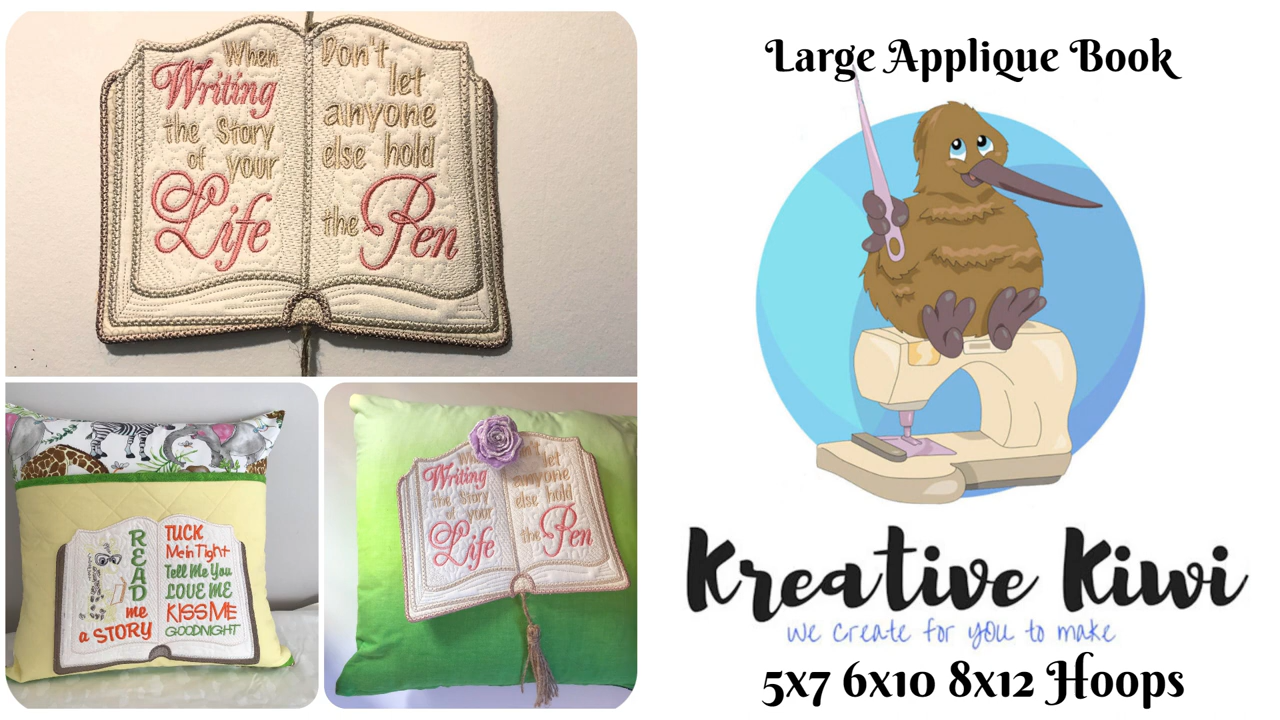 When
Writing
the Story
of your
Life
Don't
let
anyone
else hold
the Pen
READ
me
a STORY
TUCK
Me in Tight
Tell Me You
LOVE ME
KISS ME
GOODNIGHT
Writing
the Story
of your
Life
let
anyone
else hold
the Pen
Large Applique Book
Kreative Kiwi
we create for you to make
5x7 6x10 8x12 Hoops